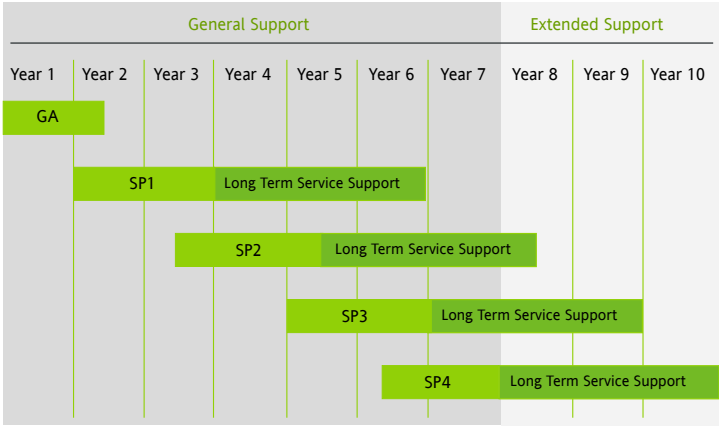 General Support Extended Support
Year 1 Year 2 Year 3 Year 4 Year 5 Year 6 Year 7 Year 8 Year 9 Year 10
GA
SP1 Long Term Service Support
SP2 Long Term Service Support
SP3 Long Term Service Support
SP4 Long Term Service Support